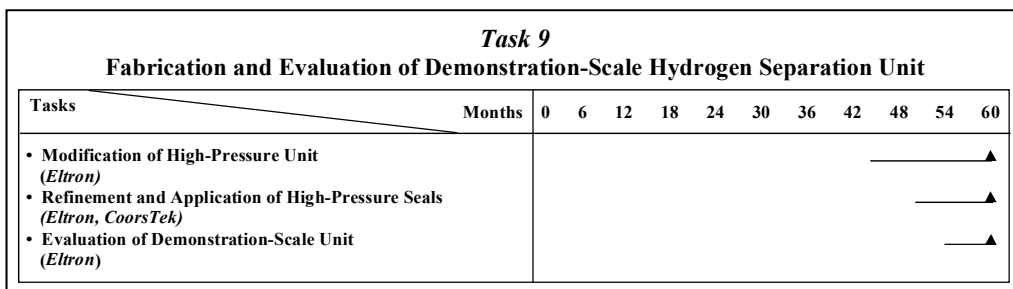 Task 9
Fabrication and Evaluation of Demonstration-Scale Hydrogen Separation Unit
Tasks Months 0 6 12 18 24 30 36 42 48 54 60
• Modification of High-Pressure Unit
(Eltron)
• Refinement and Application of High-Pressure Seals
(Eltron, CoorsTek)
• Evaluation of Demonstration-Scale Unit
(Eltron)